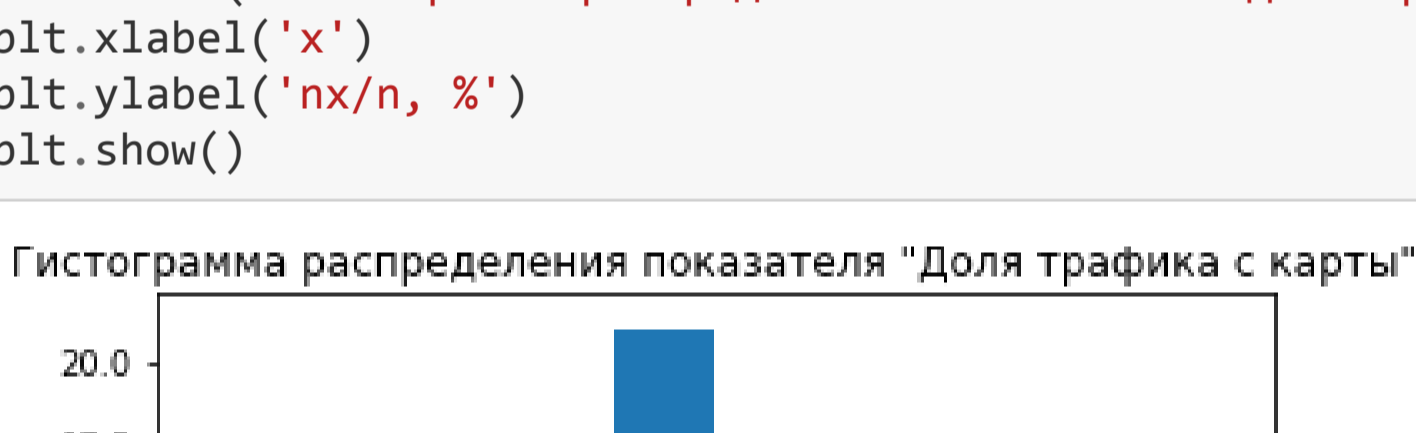 plt.xlabel('x')
plt.ylabel('nx/n, %')
plt.show()
Гистограмма распределения показателя "Доля трафика с карты"
20.0